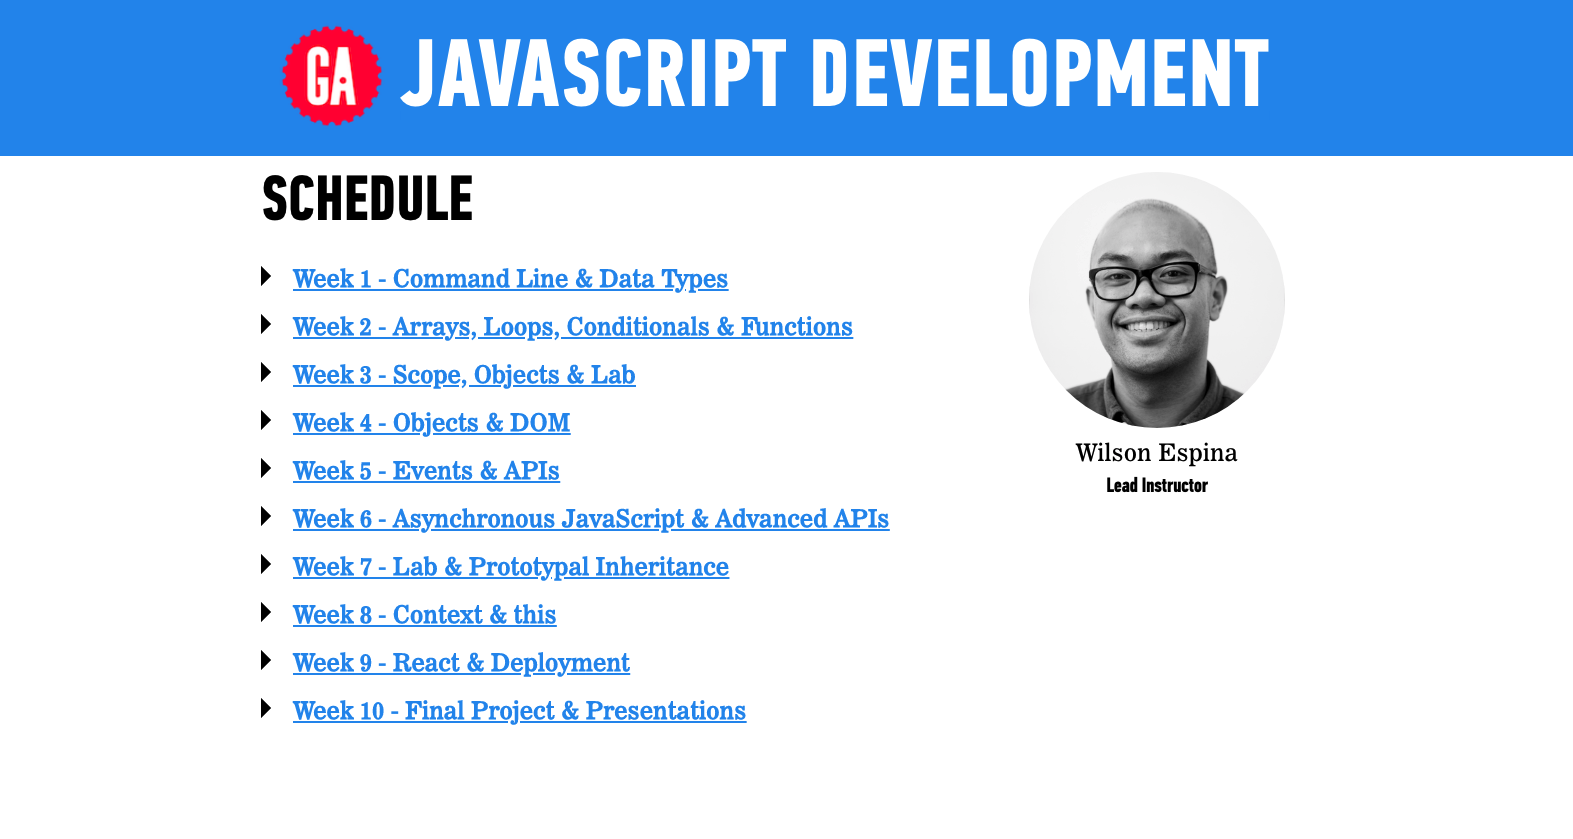 GA JAVASCRIPT DEVELOPMENT
SCHEDULE
Week 1 - Command Line & Data Types
Week 2 - Arrays, Loops, Conditionals & Functions
Week 3 - Scope, Objects & Lab
Week 4 - Objects & DOM
Week 5 - Events & APIs
Week 6 - Asynchronous JavaScript & Advanced APIs
Week 7 - Lab & Prototypal Inheritance
Week 8 - Context & this
Week 9 - React & Deployment
Week 10 - Final Project & Presentations
Wilson Espina
Lead Instructor